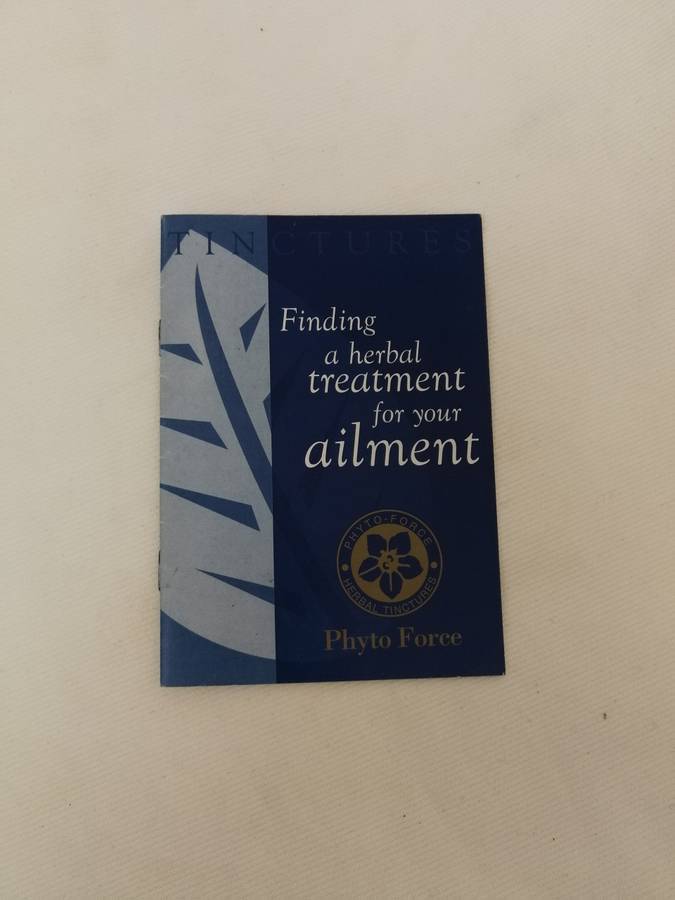 TINCTURES
Finding
a herbal
treatment
for your
ailment
PHYTO-FORCE
HERBAL TINCTURES
Phyto Force